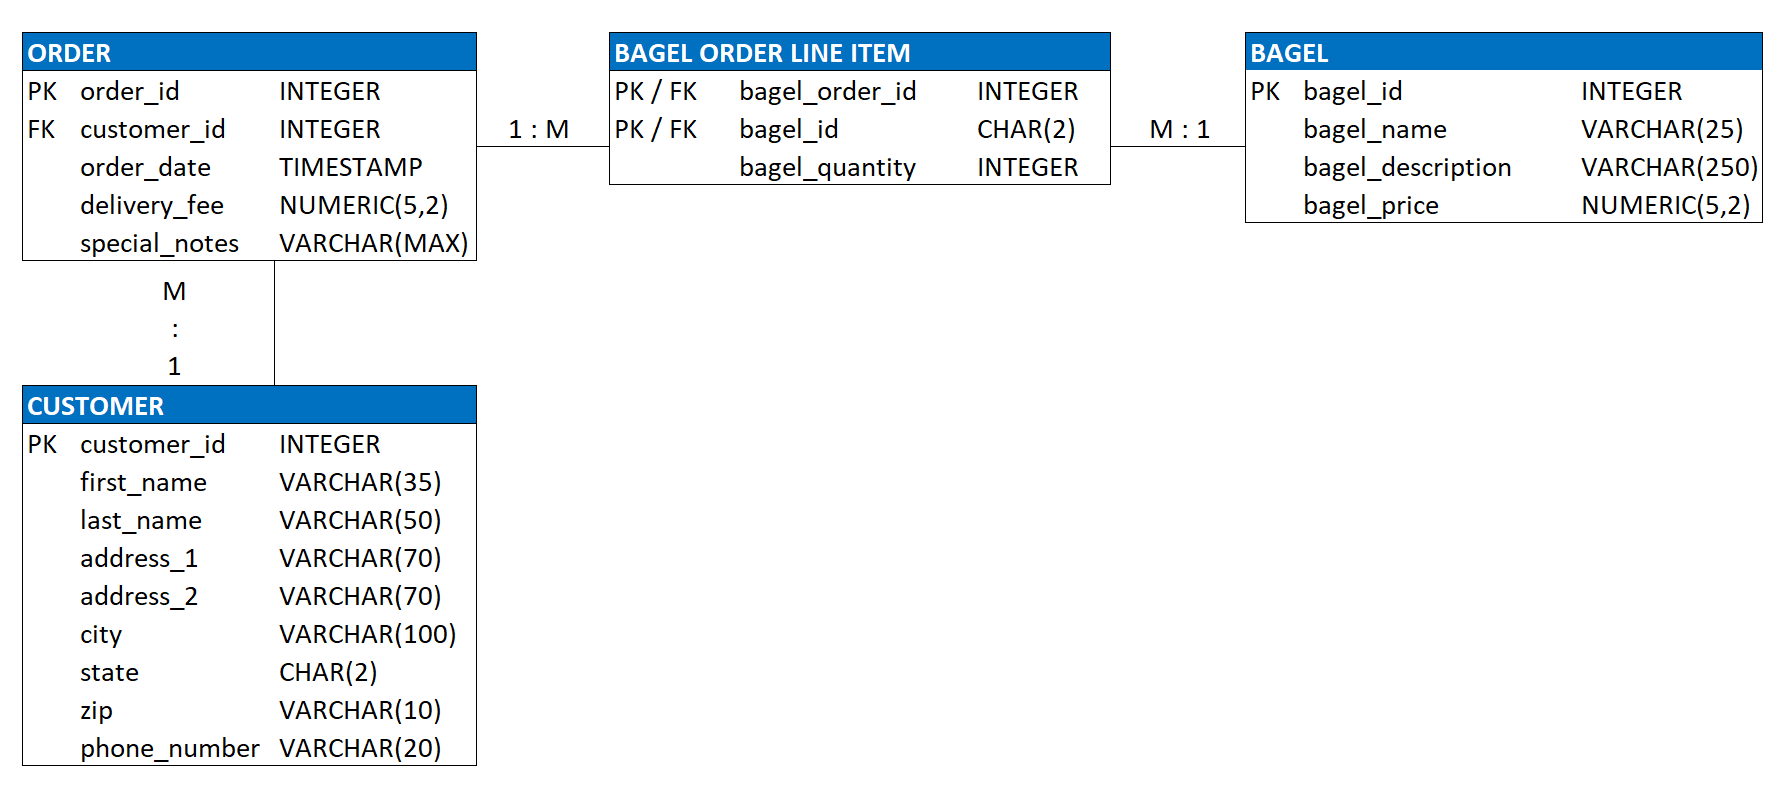 ORDER
PK order_id INTEGER
FK customer_id INTEGER
order_date TIMESTAMP
delivery_fee NUMERIC(5,2)
special_notes VARCHAR(MAX)
1 : M
BAGEL ORDER LINE ITEM
PK / FK bagel_order_id INTEGER
PK / FK bagel_id CHAR(2)
bagel_quantity INTEGER
M : 1
BAGEL
PK bagel_id INTEGER
bagel_name VARCHAR(25)
bagel_description VARCHAR(250)
bagel_price NUMERIC(5,2)
M
:
1
CUSTOMER
PK customer_id INTEGER
first_name VARCHAR(35)
last_name VARCHAR(50)
address_1 VARCHAR(70)
address_2 VARCHAR(70)
city VARCHAR(100)
state CHAR(2)
zip VARCHAR(10)
phone_number VARCHAR(20)